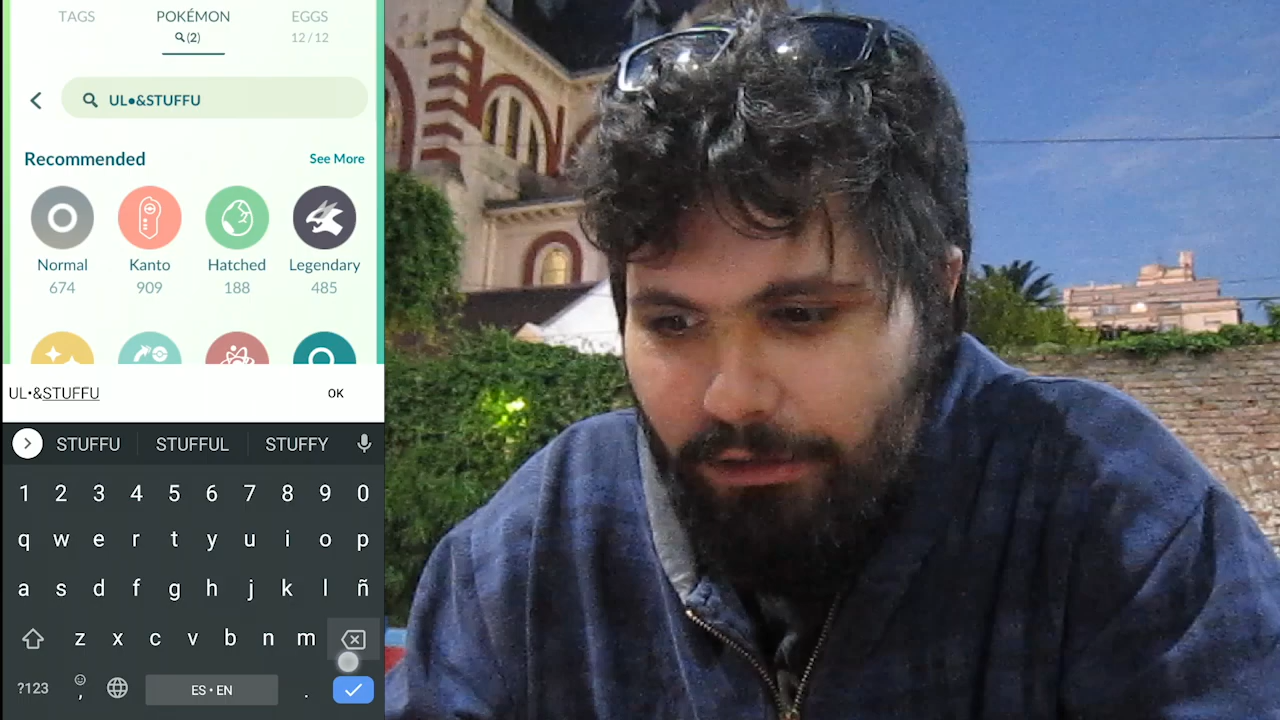 TAGS POKÉMON EGGS
(2) 12 / 12
UL●&STUFFU
Recommended See More
Normal Kanto Hatched Legendary
674 909 188 485
UL•&STUFFU OK
STUFFU STUFFUL STUFFY
1 2 3 4 5 6 7 8 9 0
q w e r t y u i o p
a s d f g h j k l ñ
z x c v b n m
?123 , ES • EN .